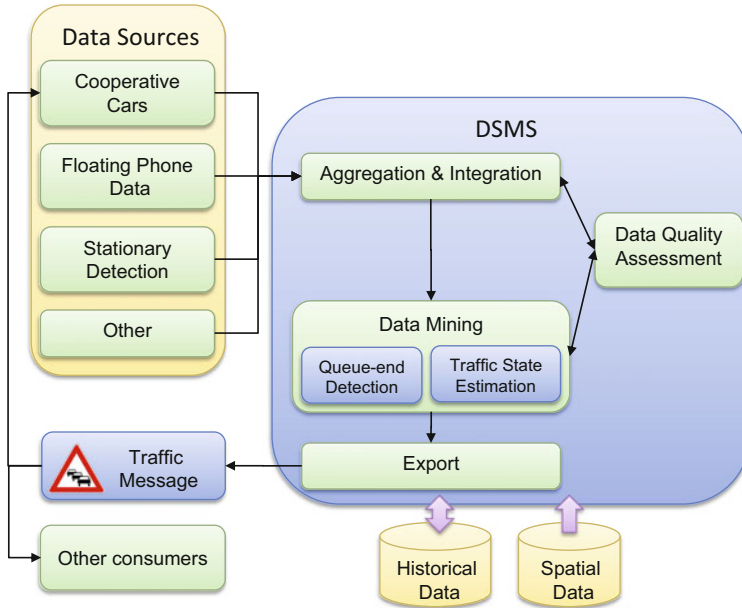 Data Sources
Cooperative
Cars
Floating Phone
Data
Stationary
Detection
Other
DSMS
Aggregation & Integration
Data Quality
Assessment
Data Mining
Queue-end
Detection
Traffic State
Estimation
Export
Traffic
Message
Other consumers
Historical
Data
Spatial
Data